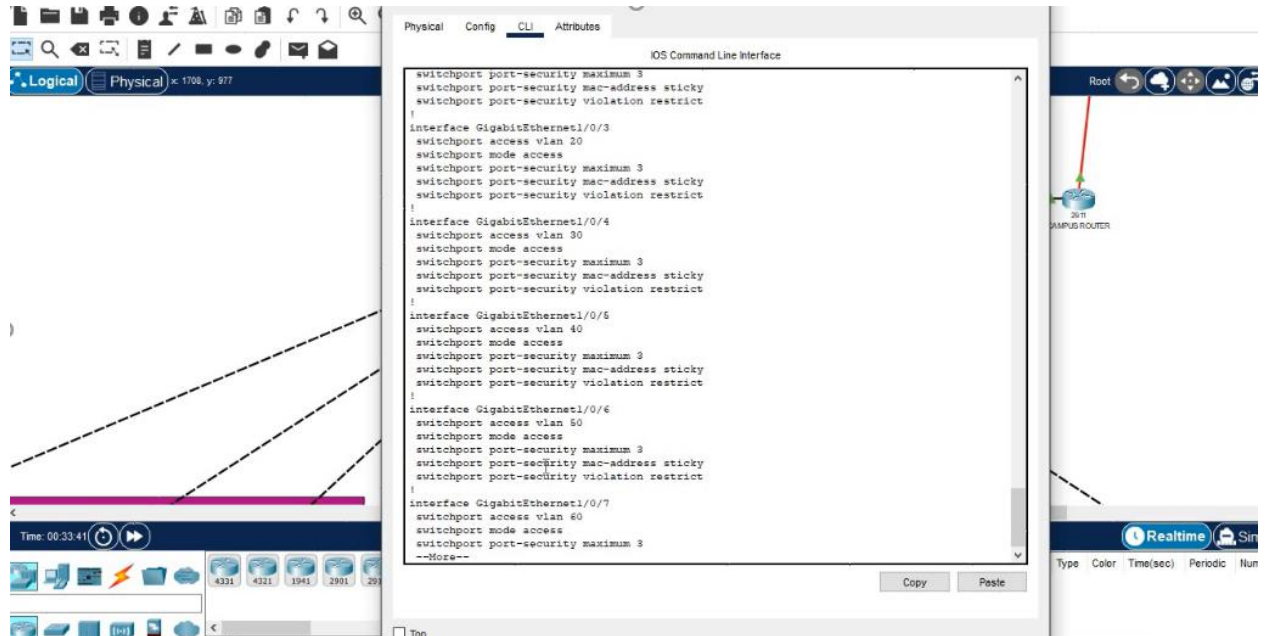 Physical Config CLI Attributes
IOS Command Line Interface
Logical Physical x: 1708, y: 977
Root
switchport port-security maximum 3
switchport port-security mac-address sticky
switchport port-security violation restrict
!
interface GigabitEthernet1/0/3
switchport access vlan 20
switchport mode access
switchport port-security maximum 3
switchport port-security mac-address sticky
switchport port-security violation restrict
!
interface GigabitEthernet1/0/4
switchport access vlan 30
switchport mode access
switchport port-security maximum 3
switchport port-security mac-address sticky
switchport port-security violation restrict
!
interface GigabitEthernet1/0/5
switchport access vlan 40
switchport mode access
switchport port-security maximum 3
switchport port-security mac-address sticky
switchport port-security violation restrict
!
interface GigabitEthernet1/0/6
switchport access vlan 50
switchport mode access
switchport port-security maximum 3
switchport port-security mac-address sticky
switchport port-security violation restrict
!
interface GigabitEthernet1/0/7
switchport access vlan 60
switchport mode access
switchport port-security maximum 3
--More--
2911
AMPUS ROUTER
Copy Paste
Top
Time: 00:33:41
Realtime Sim
4331 4321 1941 2901 291
Type Color Time(sec) Periodic Num